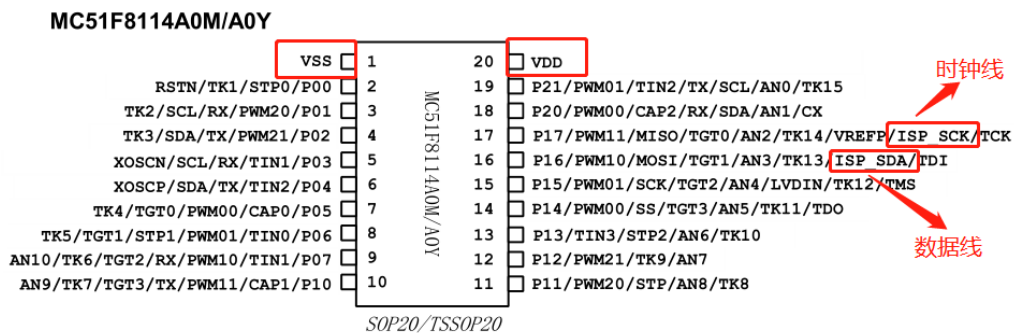 MC51F8114A0M/A0Y
VSS 1 20 VDD
RSTN/TK1/STP0/P00 2 19 P21/PWM01/TIN2/TX/SCL/AN0/TK15
时钟线
TK2/SCL/RX/PWM20/P01 3 18 P20/PWM00/CAP2/RX/SDA/AN1/CX
TK3/SDA/TX/PWM21/P02 4 17 P17/PWM11/MISO/TGT0/AN2/TK14/VREFP/ISP_SCK/TCK
XOSCN/SCL/RX/TIN1/P03 5 16 P16/PWM10/MOSI/TGT1/AN3/TK13/ISP_SDA/TDI
XOSCP/SDA/TX/TIN2/P04 6 15 P15/PWM01/SCK/TGT2/AN4/LVDIN/TK12/TMS
TK4/TGT0/PWM00/CAP0/P05 7 14 P14/PWM00/SS/TGT3/AN5/TK11/TDO
TK5/TGT1/STP1/PWM01/TIN0/P06 8 13 P13/TIN3/STP2/AN6/TK10
数据线
AN10/TK6/TGT2/RX/PWM10/TIN1/P07 9 12 P12/PWM21/TK9/AN7
AN9/TK7/TGT3/TX/PWM11/CAP1/P10 10 11 P11/PWM20/STP/AN8/TK8
MC51F8114A0M/A0Y
SOP20/TSSOP20